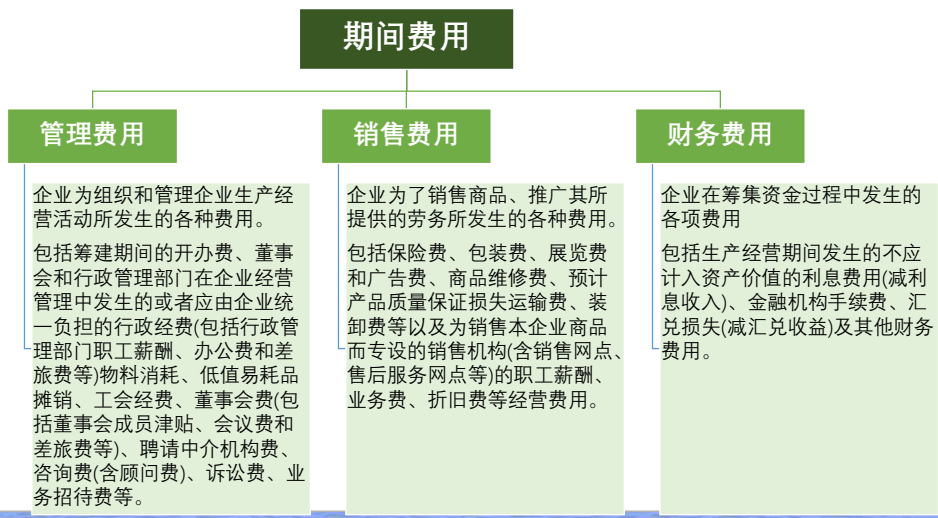 期间费用
管理费用
企业为组织和管理企业生产经
营活动所发生的各种费用。
包括筹建期间的开办费、董事
会和行政管理部门在企业经营
管理中发生的或者应由企业统
一负担的行政经费(包括行政管
理部门职工薪酬、办公费和差
旅费等)物料消耗、低值易耗品
摊销、工会经费、董事会费(包
括董事会成员津贴、会议费和
差旅费等)、聘请中介机构费、
咨询费(含顾问费)、诉讼费、业
务招待费等。
销售费用
企业为了销售商品、推广其所
提供的劳务所发生的各种费用。
包括保险费、包装费、展览费
和广告费、商品维修费、预计
产品质量保证损失运输费、装
卸费等以及为销售本企业商品
而专设的销售机构(含销售网点、
售后服务网点等)的职工薪酬、
业务费、折旧费等经营费用。
财务费用
企业在筹集资金过程中发生的
各项费用
包括生产经营期间发生的不应
计入资产价值的利息费用(减利
息收入)、金融机构手续费、汇
兑损失(减汇兑收益)及其他财务
费用。